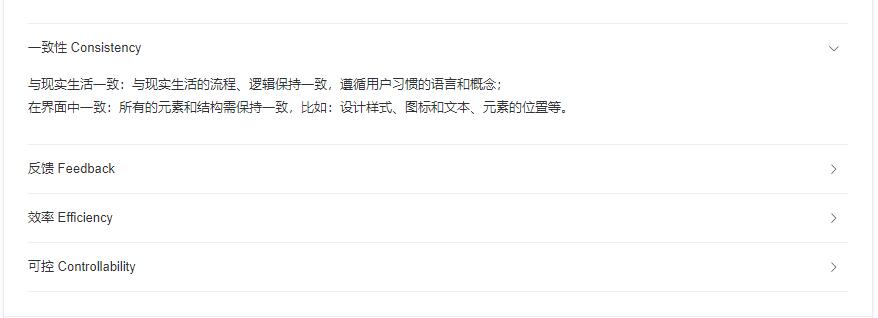 一致性 Consistency
与现实生活一致：与现实生活的流程、逻辑保持一致，遵循用户习惯的语言和概念；
在界面中一致：所有的元素和结构需保持一致，比如：设计样式、图标和文本、元素的位置等。
反馈 Feedback
效率 Efficiency
可控 Controllability